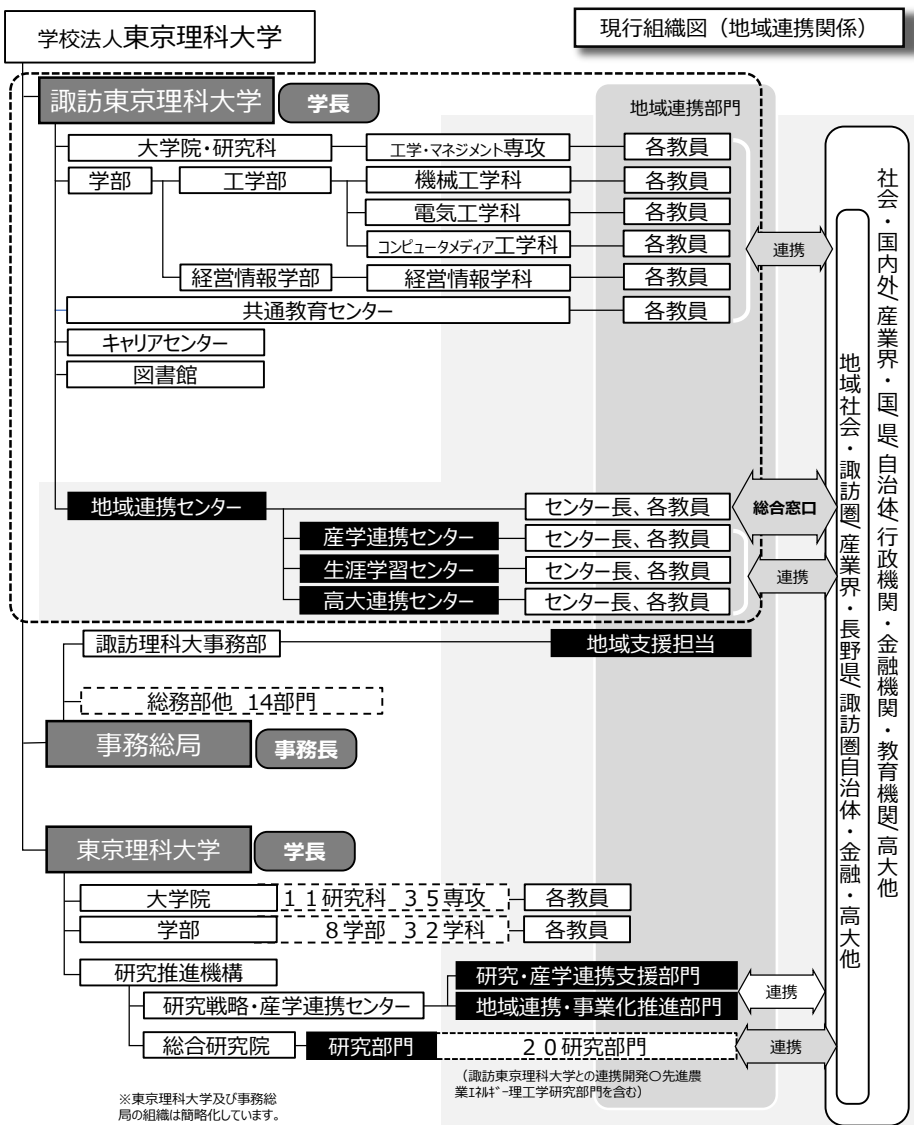 学校法人東京理科大学
現行組織図（地域連携関係）
諏訪東京理科大学
学長
地域連携部門
大学院・研究科
工学・マネジメント専攻
各教員
学部
工学部
機械工学科
各教員
電気工学科
各教員
コンピュータメディア工学科
各教員
連携
経営情報学部
経営情報学科
各教員
共通教育センター
各教員
キャリアセンター
図書館
地域連携センター
センター長、各教員
総合窓口
産学連携センター
センター長、各教員
生涯学習センター
センター長、各教員
連携
高大連携センター
センター長、各教員
諏訪理科大事務部
地域支援担当
総務部他 14部門
事務総局
事務長
東京理科大学
学長
大学院
１１研究科 ３５専攻
各教員
学部
８学部 ３２学科
各教員
研究推進機構
研究戦略・産学連携センター
研究・産学連携支援部門
地域連携・事業化推進部門
連携
総合研究院
研究部門
２０研究部門
連携
（諏訪東京理科大学との連携開発〇先進農
業ｴﾈﾙｷﾞｰ理工学研究部門を含む）
※東京理科大学及び事務総
局の組織は簡略化しています。
社会・国内外/産業界・国/県/自治体/行政機関・金融機関・教育機関/高大他
地域社会・諏訪圏/産業界・長野県/諏訪圏自治体・金融・高大他